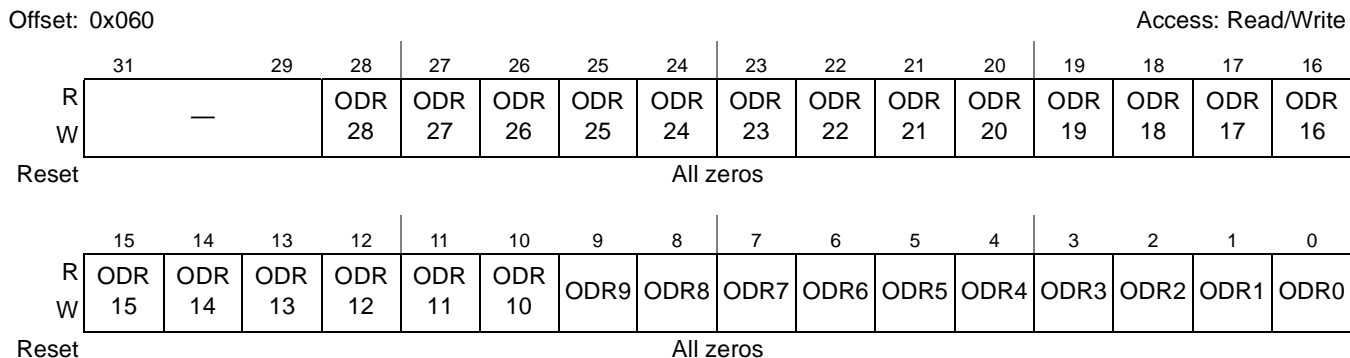 Offset: 0x060 Access: Read/Write
31 29 28 27 26 25 24 23 22 21 20 19 18 17 16
R — ODR ODR ODR ODR ODR ODR ODR ODR ODR ODR ODR ODR ODR
W 28 27 26 25 24 23 22 21 20 19 18 17 16
Reset All zeros
15 14 13 12 11 10 9 8 7 6 5 4 3 2 1 0
R ODR ODR ODR ODR ODR ODR ODR9 ODR8 ODR7 ODR6 ODR5 ODR4 ODR3 ODR2 ODR1 ODR0
W 15 14 13 12 11 10
Reset All zeros